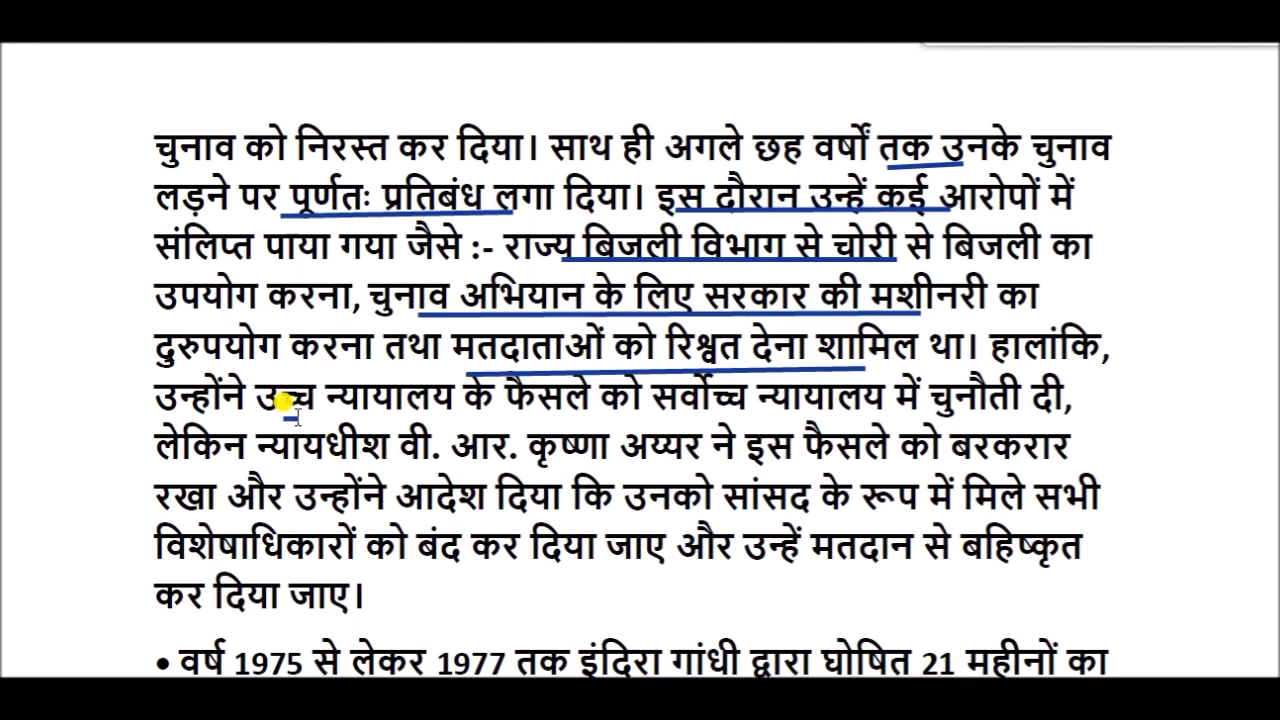 चुनाव को निरस्त कर दिया। साथ ही अगले छह वर्षों तक उनके चुनाव
लड़ने पर पूर्णतः प्रतिबंध लगा दिया। इस दौरान उन्हें कई आरोपों में
संलिप्त पाया गया जैसे :- राज्य बिजली विभाग से चोरी से बिजली का
उपयोग करना, चुनाव अभियान के लिए सरकार की मशीनरी का
दुरुपयोग करना तथा मतदाताओं को रिश्वत देना शामिल था। हालांकि,
उन्होंने उच्च न्यायालय के फैसले को सर्वोच्च न्यायालय में चुनौती दी,
लेकिन न्यायधीश वी. आर. कृष्णा अय्यर ने इस फैसले को बरकरार
रखा और उन्होंने आदेश दिया कि उनको सांसद के रूप में मिले सभी
विशेषाधिकारों को बंद कर दिया जाए और उन्हें मतदान से बहिष्कृत
कर दिया जाए।
• वर्ष 1975 से लेकर 1977 तक इंदिरा गांधी द्वारा घोषित 21 महीनों का